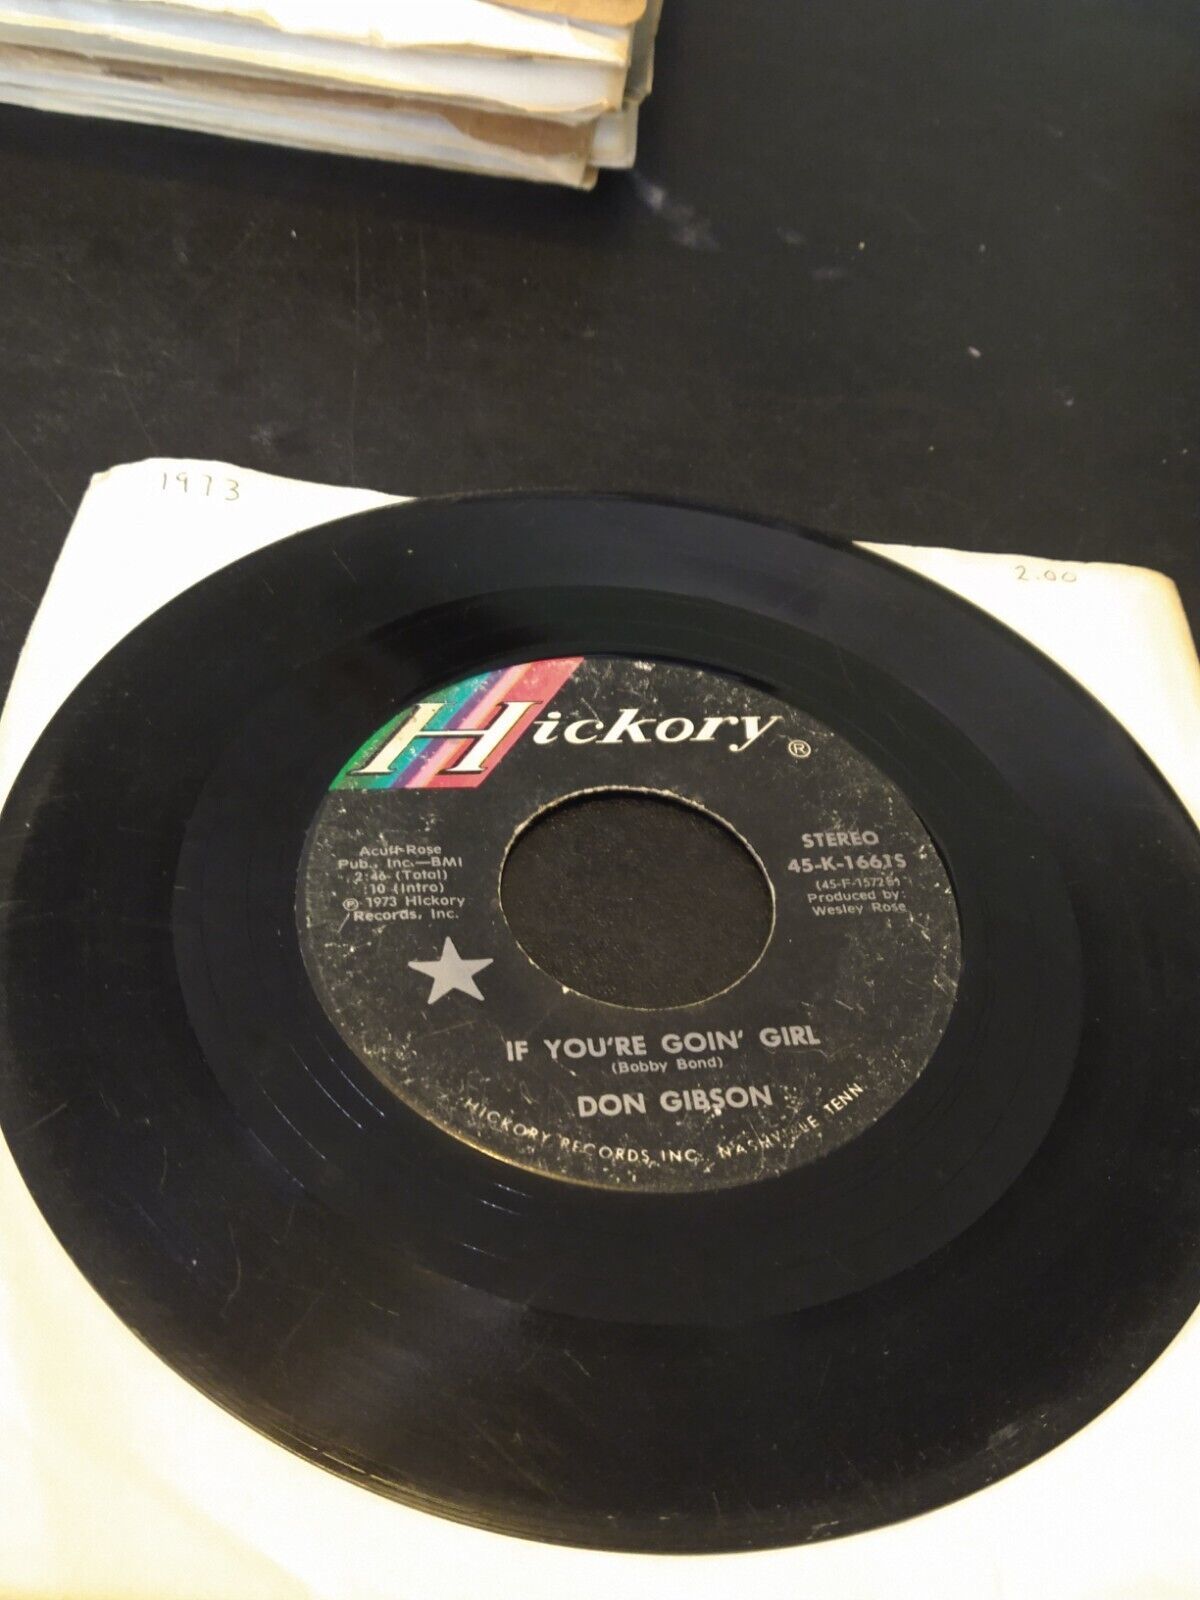 1973
2.00
Hickory ®
Acuff-Rose
Pub., Inc.—BMI
2:46 (Total)
:10 (Intro)
℗ 1973 Hickory
Records, Inc.
STEREO
45-K-1661S
Produced by:
Wesley Rose
IF YOU'RE GOIN' GIRL
(Bobby Bond)
DON GIBSON
HICKORY RECORDS, INC. NASHVILLE TENN